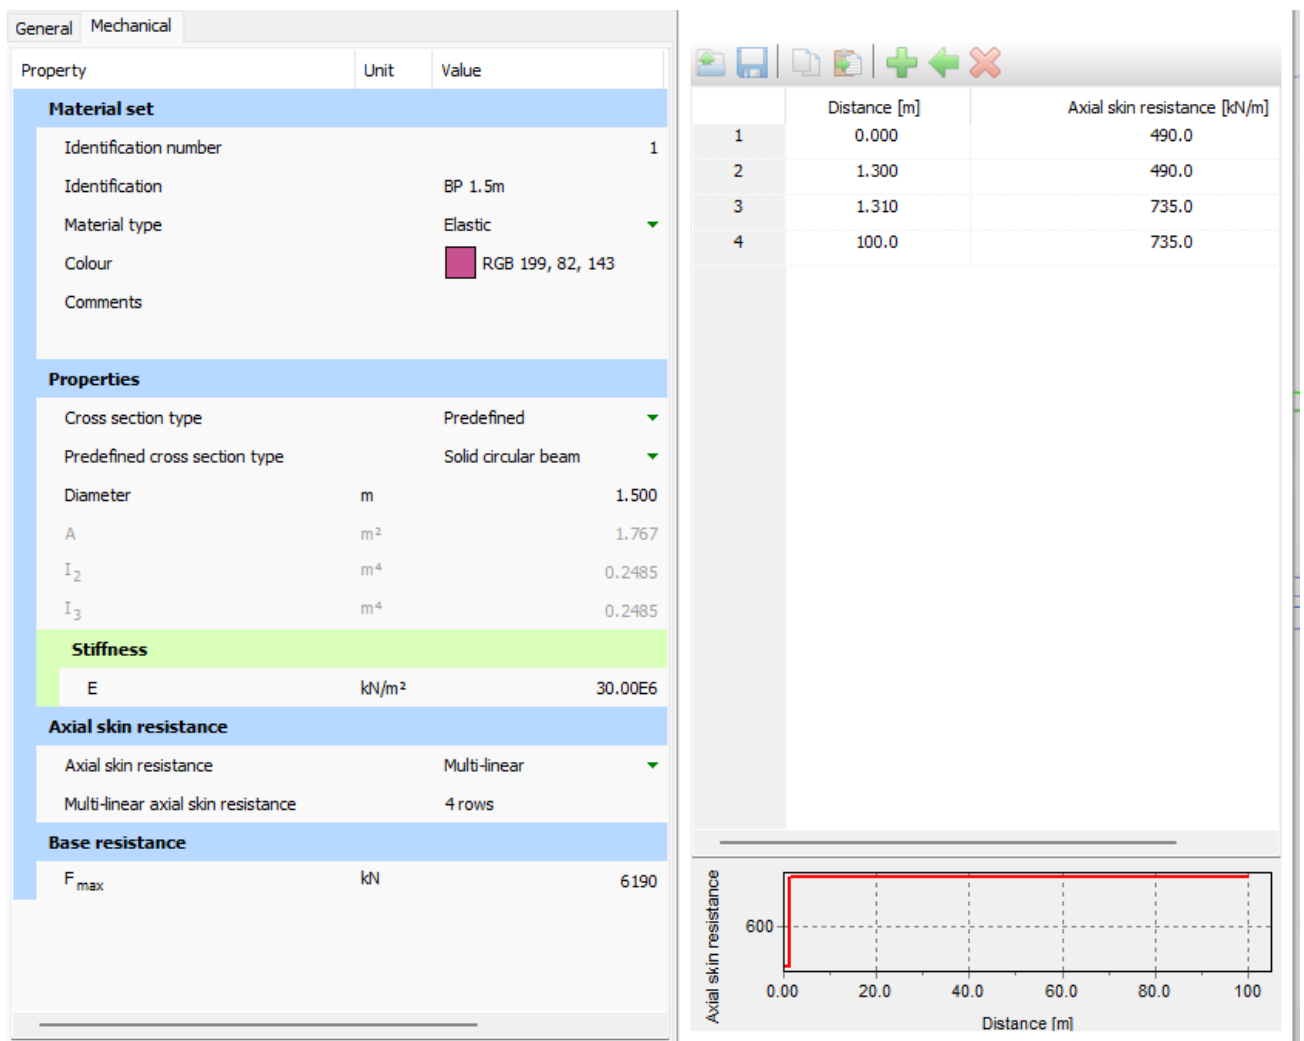 General Mechanical
Property Unit Value
Material set
Identification number 1
Identification BP 1.5m
Material type Elastic
Colour RGB 199, 82, 143
Comments
Properties
Cross section type Predefined
Predefined cross section type Solid circular beam
Diameter m 1.500
A m² 1.767
I₂ m⁴ 0.2485
I₃ m⁴ 0.2485
Stiffness
E kN/m² 30.00E6
Axial skin resistance
Axial skin resistance Multi-linear
Multi-linear axial skin resistance 4 rows
Base resistance
F max kN 6190
Distance [m] Axial skin resistance [kN/m]
1 0.000 490.0
2 1.300 490.0
3 1.310 735.0
4 100.0 735.0
Axial skin resistance
600
0.00 20.0 40.0 60.0 80.0 100
Distance [m]